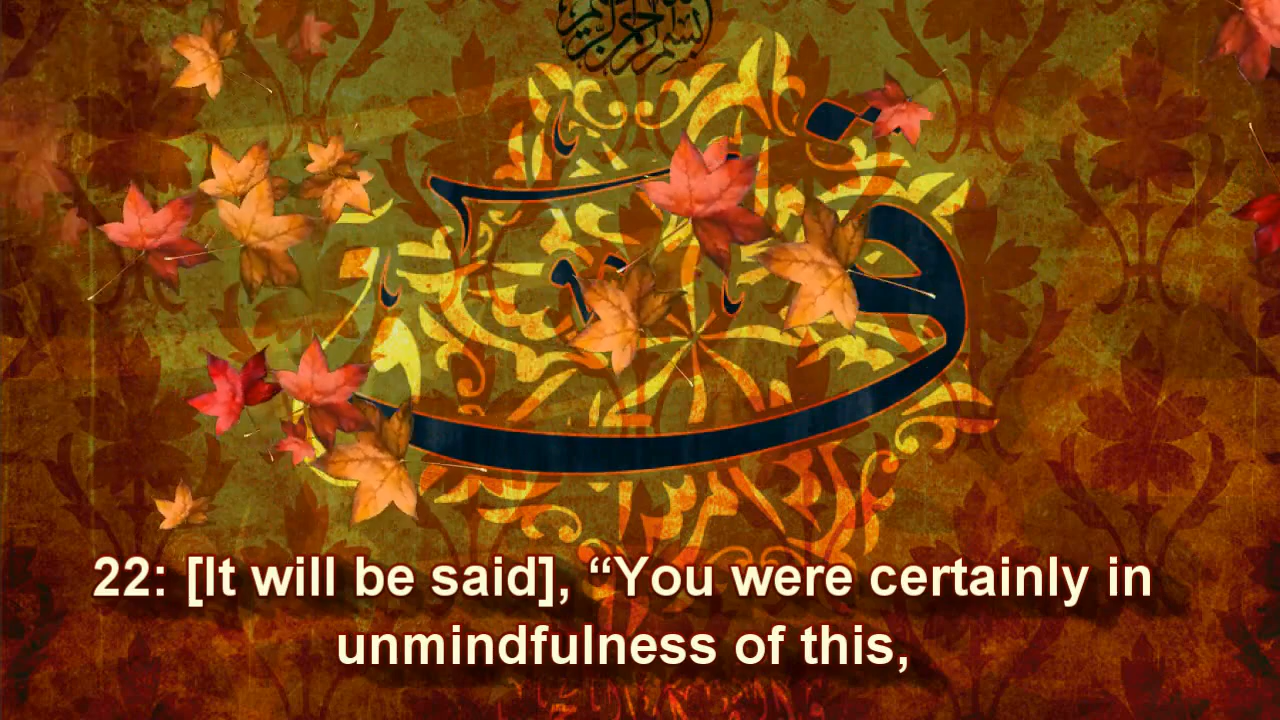 بسم الله الرحمن الرحيم
ق
22: [It will be said], “You were certainly in
unmindfulness of this,